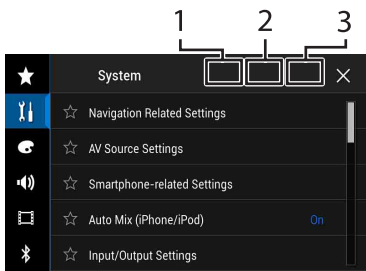 1 2 3
System
Navigation Related Settings
AV Source Settings
Smartphone-related Settings
Auto Mix (iPhone/iPod) On
Input/Output Settings